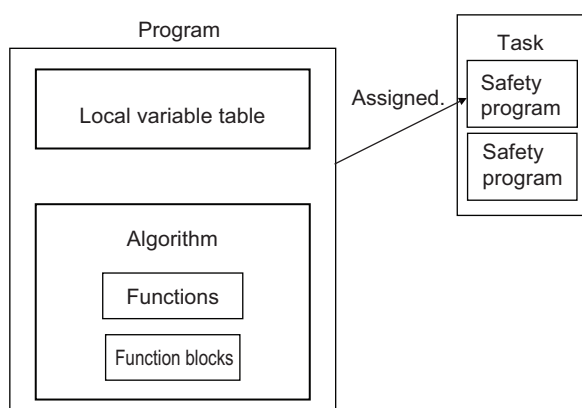 Program
Local variable table
Algorithm
Functions
Function blocks
Assigned.
Task
Safety
program
Safety
program